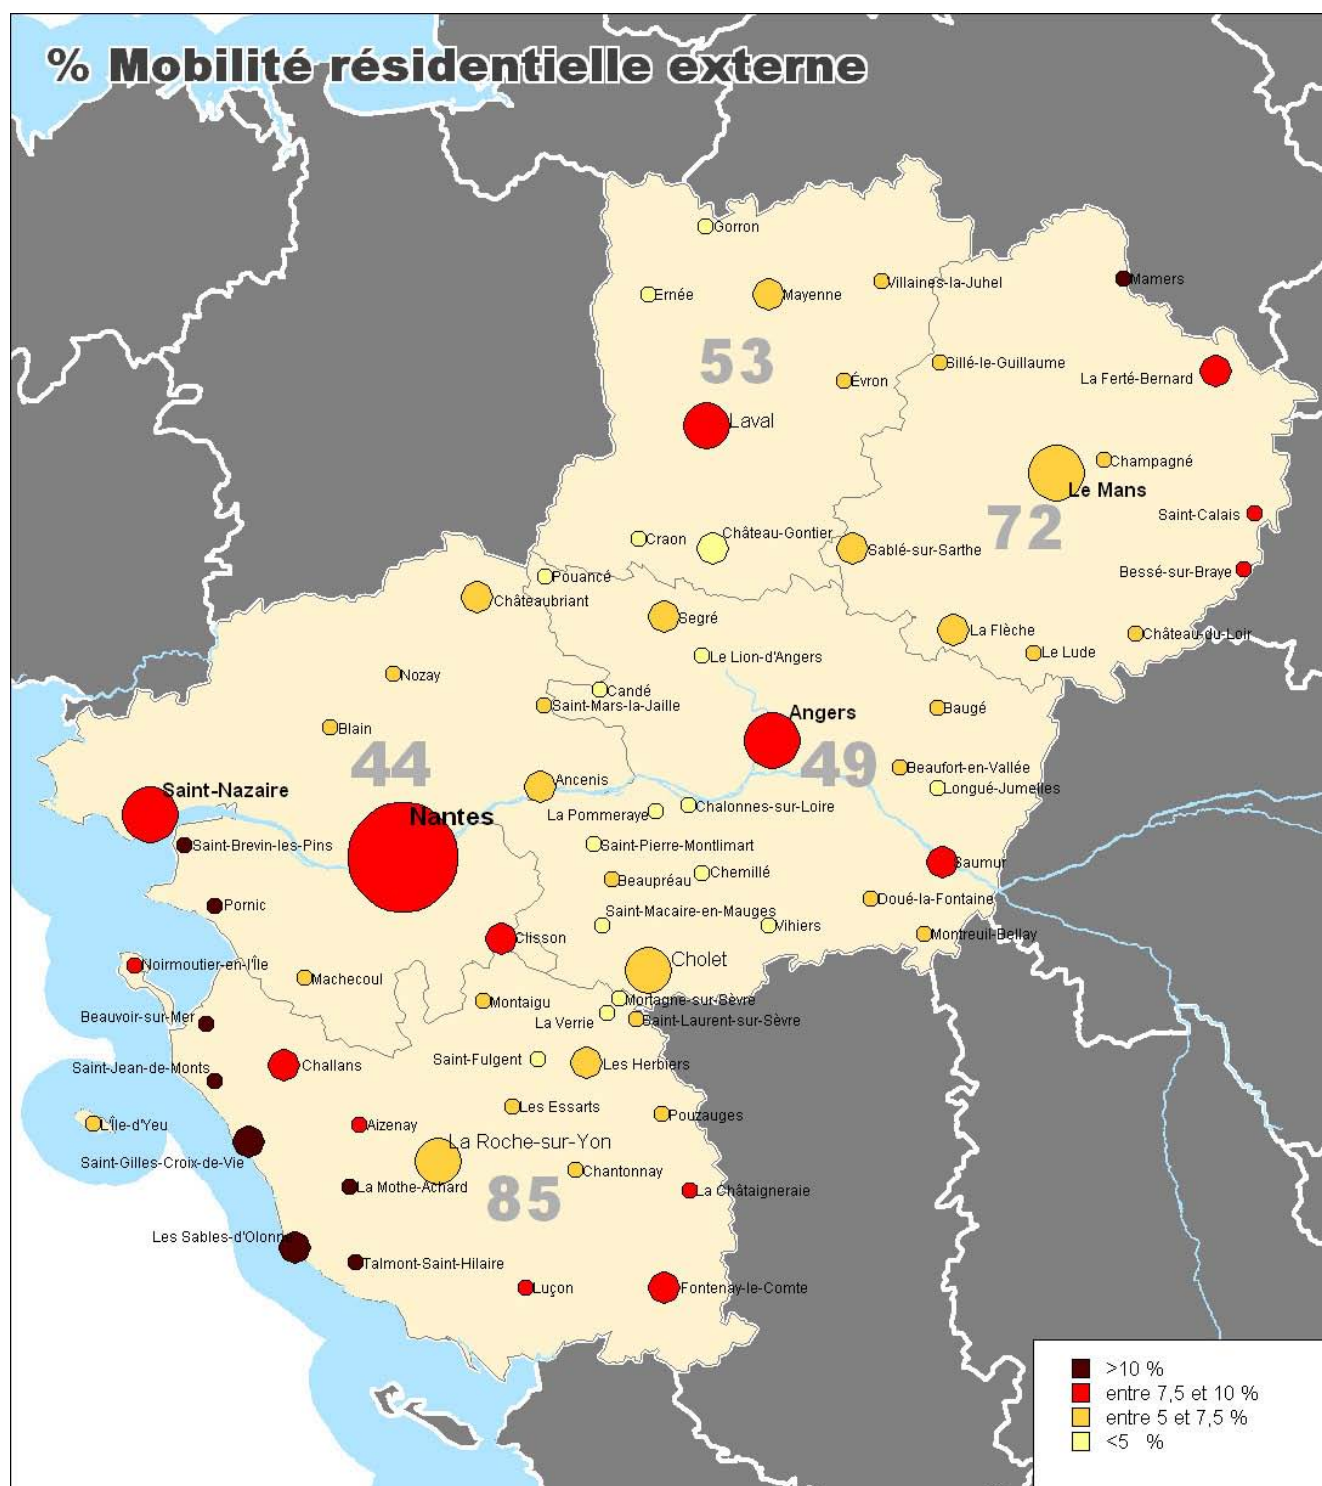 % Mobilité résidentielle externe
Gorron
Villaines-la-Juhel
Mamers
Ernée
Mayenne
53
Sillé-le-Guillaume
La Ferté-Bernard
Évron
Laval
Champagné
Le Mans
Saint-Calais
72
Craon
Château-Gontier
Sablé-sur-Sarthe
Bessé-sur-Braye
Pouancé
Châteaubriant
Segré
La Flèche
Château-du-Loir
Le Lude
Le Lion-d'Angers
Nozay
Candé
Saint-Mars-la-Jaille
Baugé
Angers
Blain
44
49
Beaufort-en-Vallée
Ancenis
Longué-Jumelles
Saint-Nazaire
Chalonnes-sur-Loire
La Pommeraye
Nantes
Saint-Brevin-les-Pins
Saint-Pierre-Montlimart
Saumur
Chemillé
Beaupréau
Doué-la-Fontaine
Pornic
Saint-Macaire-en-Mauges
Vihiers
Montreuil-Bellay
Clisson
Cholet
Noirmoutier-en-l'Île
Machecoul
Montaigu
Mortagne-sur-Sèvre
Beauvoir-sur-Mer
La Verrie
Saint-Laurent-sur-Sèvre
Saint-Fulgent
Les Herbiers
Challans
Saint-Jean-de-Monts
Les Essarts
Pouzauges
L'Île-d'Yeu
Aizenay
La Roche-sur-Yon
Saint-Gilles-Croix-de-Vie
Chantonnay
La Mothe-Achard
85
La Châtaigneraie
Les Sables-d'Olonne
Talmont-Saint-Hilaire
Luçon
Fontenay-le-Comte
>10 %
entre 7,5 et 10 %
entre 5 et 7,5 %
<5 %